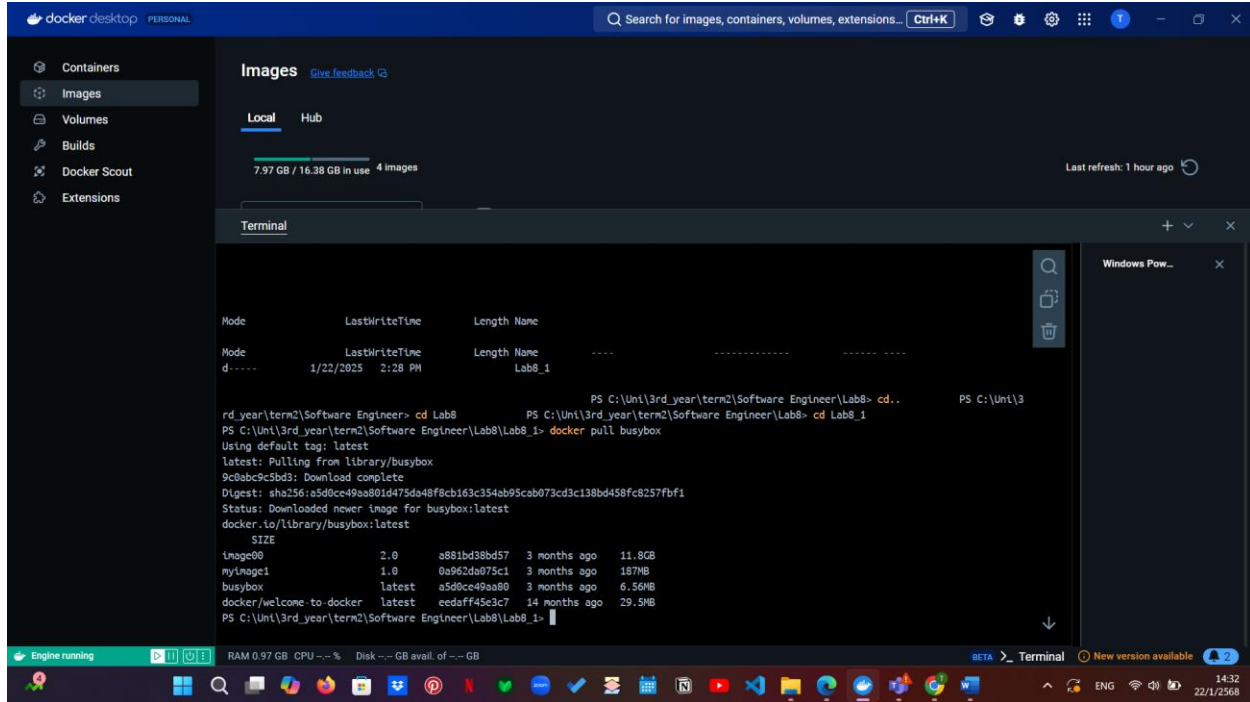 docker desktop PERSONAL
Search for images, containers, volumes, extensions... Ctrl+K
T
Containers
Images
Volumes
Builds
Docker Scout
Extensions
Images Give feedback
Local Hub
7.97 GB / 16.38 GB in use 4 images
Last refresh: 1 hour ago
Terminal
Windows Pow...
Mode LastWriteTime Length Name
Mode LastWriteTime Length Name ---- ------------- ------ ----
d----- 1/22/2025 2:28 PM Lab8_1
PS C:\Uni\3rd_year\term2\Software Engineer\Lab8> cd.. PS C:\Uni\3
rd_year\term2\Software Engineer> cd Lab8 PS C:\Uni\3rd_year\term2\Software Engineer\Lab8> cd Lab8_1
PS C:\Uni\3rd_year\term2\Software Engineer\Lab8\Lab8_1> docker pull busybox
Using default tag: latest
latest: Pulling from library/busybox
9c0abc9c5bd3: Download complete
Digest: sha256:a5d0ce49aa801d475da48f8cb163c354ab95cab073cd3c138bd458fc8257fbf1
Status: Downloaded newer image for busybox:latest
docker.io/library/busybox:latest
SIZE
image00 2.0 a881bd38bd57 3 months ago 11.8GB
myimage1 1.0 0a962da075c1 3 months ago 187MB
busybox latest a5d0ce49aa80 3 months ago 6.56MB
docker/welcome-to-docker latest eedaff45e3c7 14 months ago 29.5MB
PS C:\Uni\3rd_year\term2\Software Engineer\Lab8\Lab8_1>
Engine running RAM 0.97 GB CPU --.-- % Disk --.-- GB avail. of --.-- GB BETA >_ Terminal New version available 2
4
zoom
ENG
14:32
22/1/2568